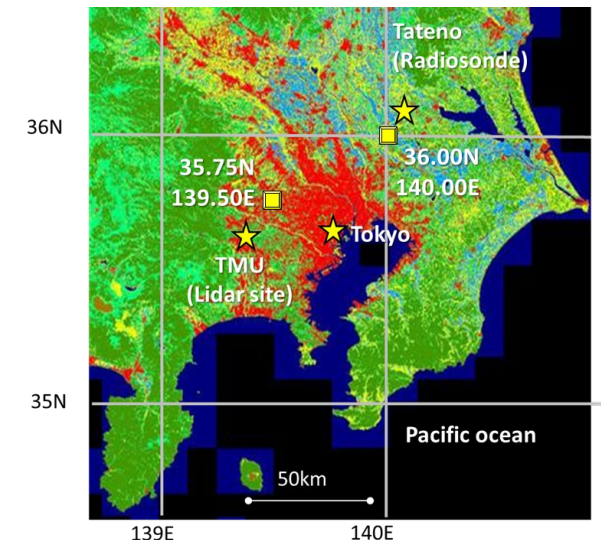 Tateno
(Radiosonde)
36N
36.00N
140.00E
35.75N
139.50E
Tokyo
TMU
(Lidar site)
35N
Pacific ocean
50km
139E
140E